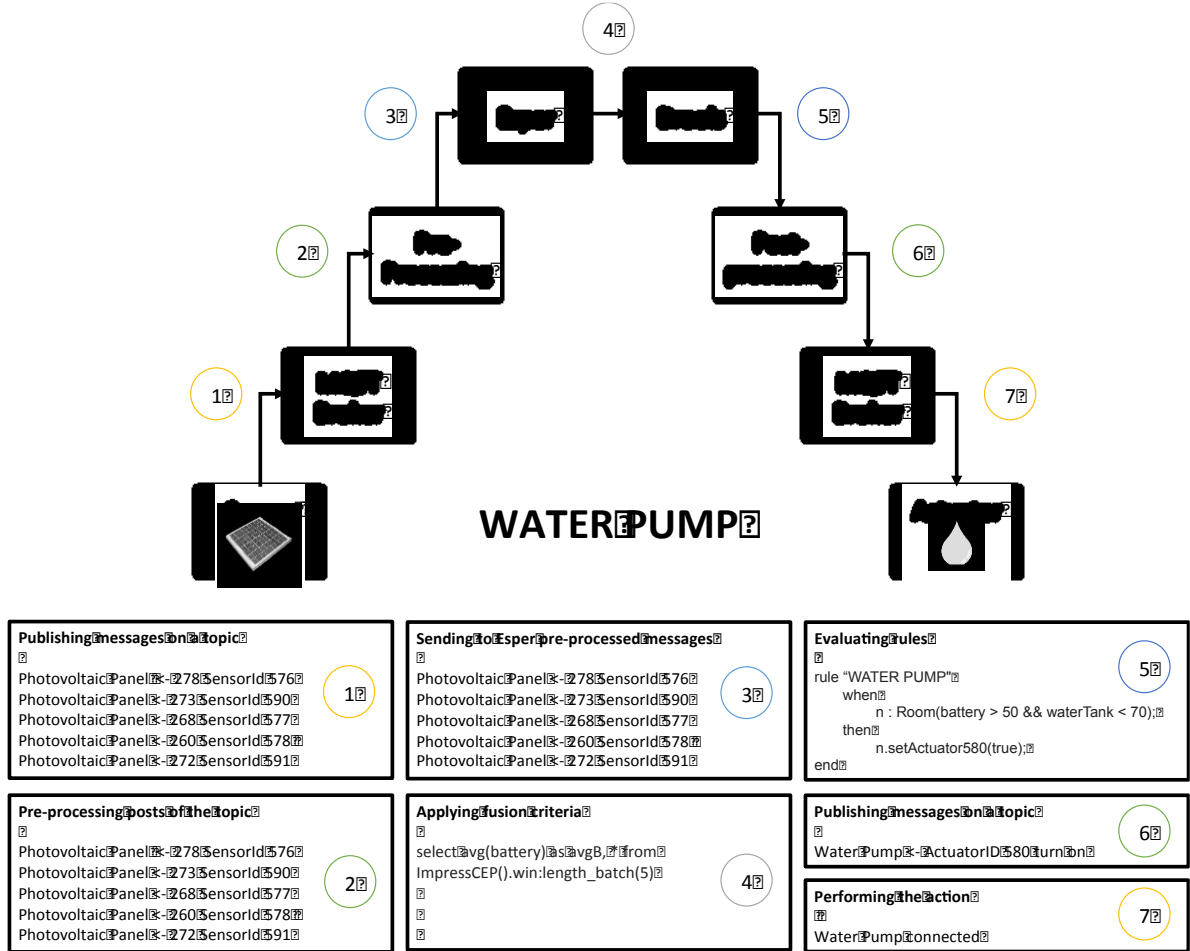 4
3
5
2
6
1
7
WATER PUMP
Publishing messages on a topic
Photovoltaic Panel <- 278 SensorId 576
Photovoltaic Panel <- 273 SensorId 590
Photovoltaic Panel <- 268 SensorId 577
Photovoltaic Panel <- 260 SensorId 578
Photovoltaic Panel <- 272 SensorId 591
1
Sending to Esper pre-processed messages
Photovoltaic Panel <- 278 SensorId 576
Photovoltaic Panel <- 273 SensorId 590
Photovoltaic Panel <- 268 SensorId 577
Photovoltaic Panel <- 260 SensorId 578
Photovoltaic Panel <- 272 SensorId 591
3
Evaluating rules
rule “WATER PUMP"
when
n : Room(battery > 50 && waterTank < 70);
then
n.setActuator580(true);
end
5
Pre-processing posts of the topic
Photovoltaic Panel <- 278 SensorId 576
Photovoltaic Panel <- 273 SensorId 590
Photovoltaic Panel <- 268 SensorId 577
Photovoltaic Panel <- 260 SensorId 578
Photovoltaic Panel <- 272 SensorId 591
2
Applying fusion criteria
select avg(battery) as avgB, * from
ImpressCEP().win:length_batch(5)
4
Publishing messages on a topic
Water Pump <- ActuatorID 580 turn on
6
Performing the action
Water Pump connected
7